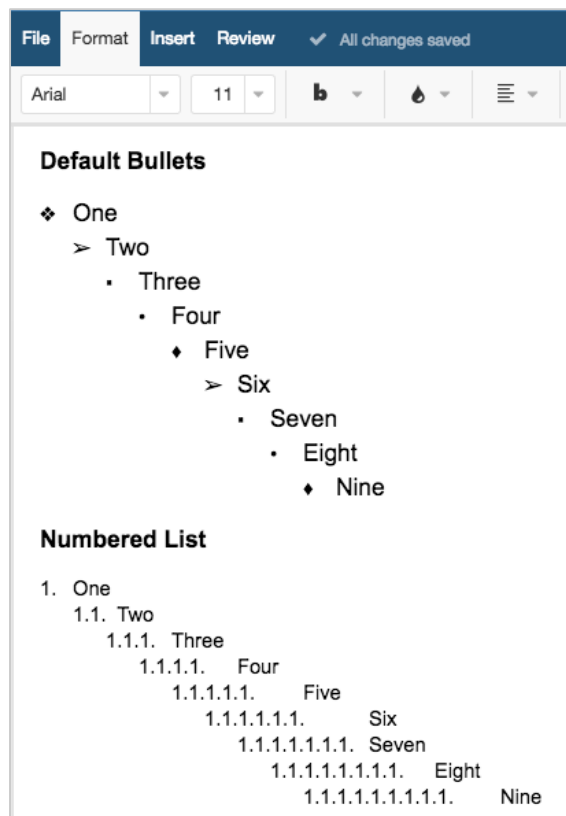 File Format Insert Review ✔ All changes saved
Arial 11 b
Default Bullets
❖ One
➢ Two
▪ Three
• Four
♦ Five
➢ Six
▪ Seven
• Eight
♦ Nine
Numbered List
1. One
1.1. Two
1.1.1. Three
1.1.1.1. Four
1.1.1.1.1. Five
1.1.1.1.1.1. Six
1.1.1.1.1.1.1. Seven
1.1.1.1.1.1.1.1. Eight
1.1.1.1.1.1.1.1.1. Nine